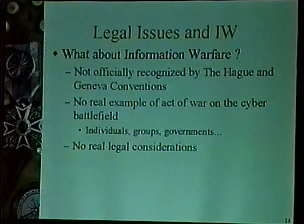 Legal Issues and IW
• What about Information Warfare ?
– Not officially recognized by The Hague and
Geneva Conventions
– No real example of act of war on the cyber
battlefield
• Individuals, groups, governments...
– No real legal considerations